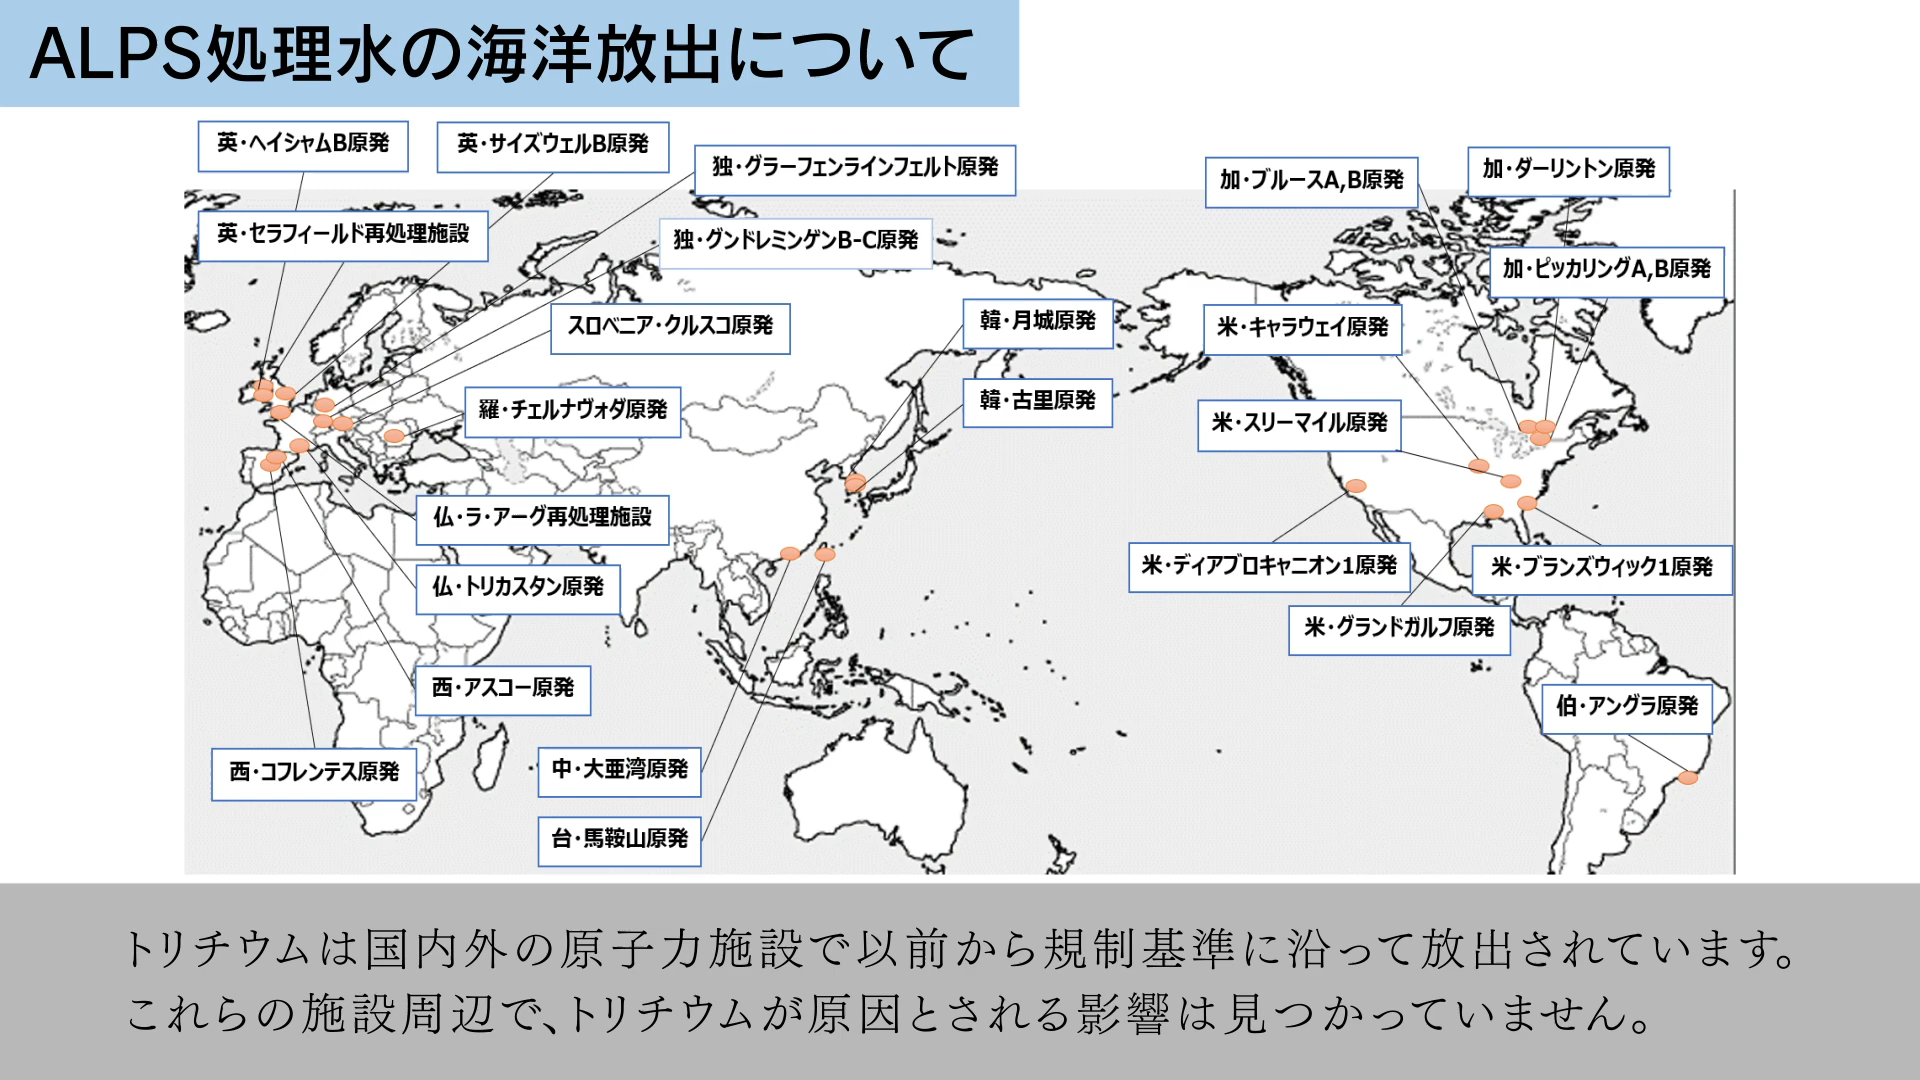 ALPS処理水の海洋放出について
英・ヘイシャムB原発
英・サイズウェルB原発
独・グラーフェンラインフェルト原発
加・ブルースA,B原発
加・ダーリントン原発
英・セラフィールド再処理施設
独・グンドレミンゲンB-C原発
加・ピッカリングA,B原発
スロベニア・クルスコ原発
韓・月城原発
米・キャラウェイ原発
羅・チェルナヴォダ原発
韓・古里原発
米・スリーマイル原発
仏・ラ・アーグ再処理施設
米・ディアブロキャニオン1原発
米・ブランズウィック1原発
仏・トリカスタン原発
米・グランドガルフ原発
西・アスコー原発
伯・アングラ原発
西・コフレンテス原発
中・大亜湾原発
台・馬鞍山原発
トリチウムは国内外の原子力施設で以前から規制基準に沿って放出されています。
これらの施設周辺で、トリチウムが原因とされる影響は見つかっていません。